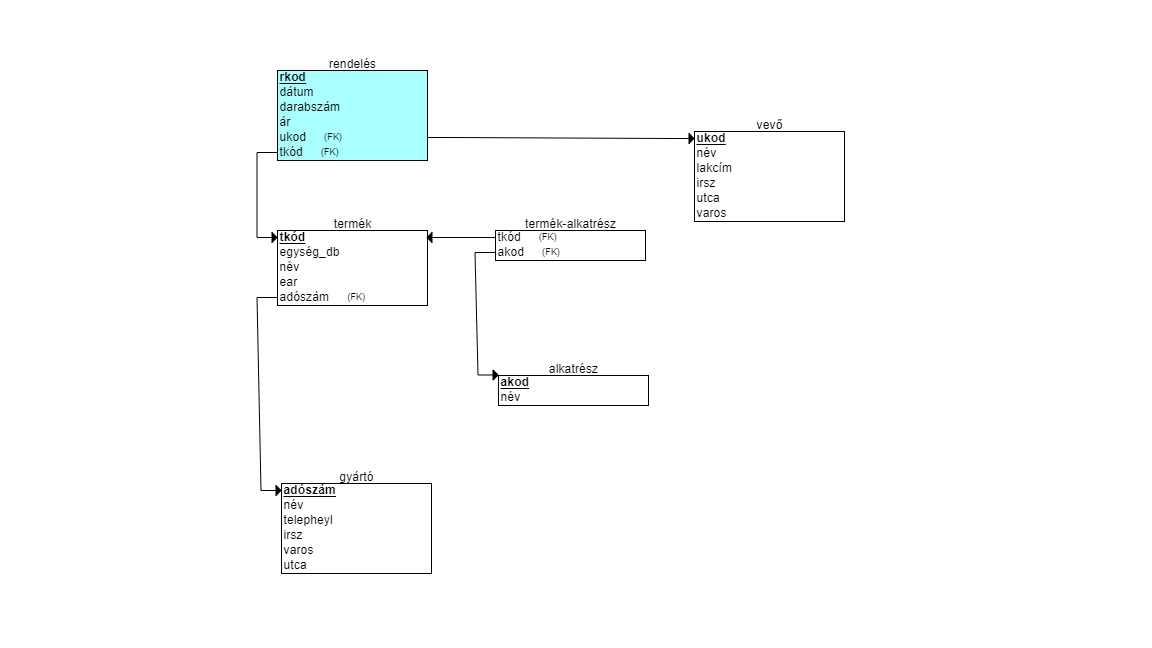 rendelés
rkod
dátum
darabszám
ár
ukod (FK)
tkód (FK)
vevő
ukod
név
lakcím
irsz
utca
varos
termék
tkód
egység_db
név
ear
adószám (FK)
termék-alkatrész
tkód (FK)
akod (FK)
alkatrész
akod
név
gyártó
adószám
név
telepheyl
irsz
varos
utca